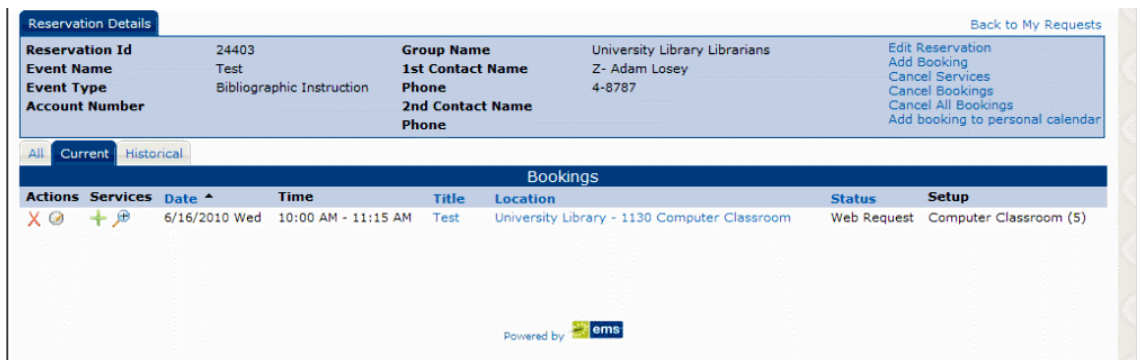 Reservation Details
Back to My Requests
Reservation Id 24403 Group Name University Library Librarians Edit Reservation
Event Name Test 1st Contact Name Z- Adam Losey Add Booking
Event Type Bibliographic Instruction Phone 4-8787 Cancel Services
Account Number 2nd Contact Name Cancel Bookings
Phone Cancel All Bookings
Add booking to personal calendar
All Current Historical
Bookings
Actions Services Date Time Title Location Status Setup
6/16/2010 Wed 10:00 AM - 11:15 AM Test University Library - 1130 Computer Classroom Web Request Computer Classroom (5)
Powered by ems